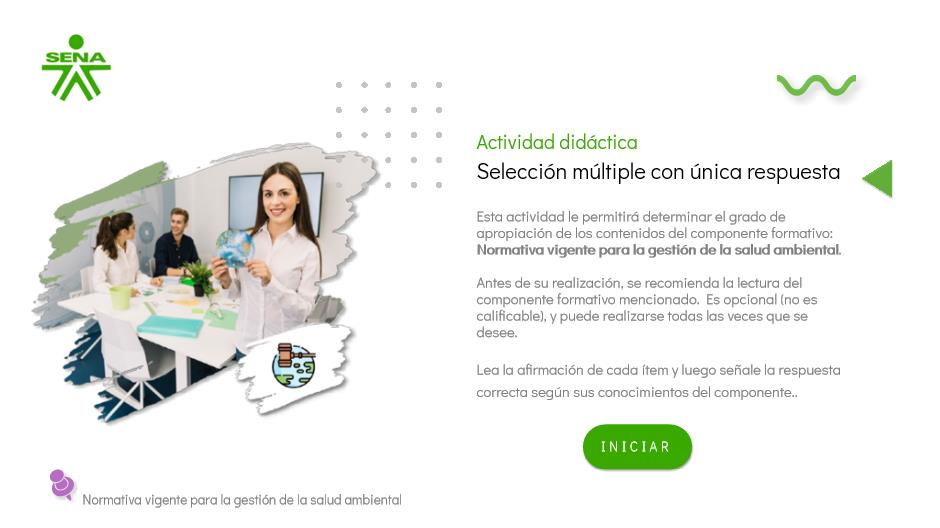 SENA
Actividad didáctica
Selección múltiple con única respuesta
Esta actividad le permitirá determinar el grado de
apropiación de los contenidos del componente formativo:
Normativa vigente para la gestión de la salud ambiental.
Antes de su realización, se recomienda la lectura del
componente formativo mencionado. Es opcional (no es
calificable), y puede realizarse todas las veces que se
desee.
Lea la afirmación de cada ítem y luego señale la respuesta
correcta según sus conocimientos del componente..
INICIAR
Normativa vigente para la gestión de la salud ambiental